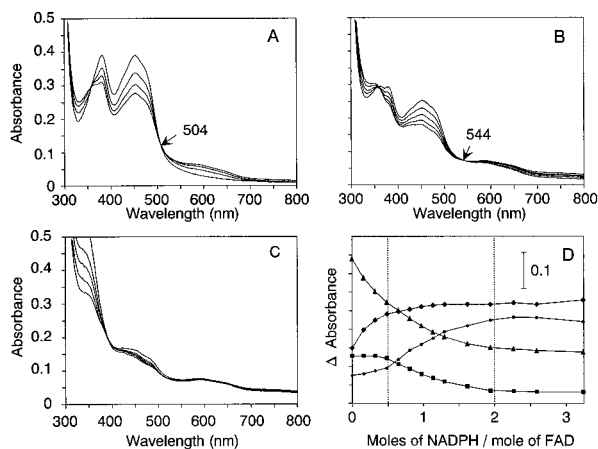 0.5
0.4
0.3
0.2
0.1
0
Absorbance
A
504
300 400 500 600 700 800
Wavelength (nm)
0.5
0.4
0.3
0.2
0.1
0
Absorbance
B
544
300 400 500 600 700 800
Wavelength (nm)
0.5
0.4
0.3
0.2
0.1
0
Absorbance
C
300 400 500 600 700 800
Wavelength (nm)
Δ Absorbance
D
0.1
0 1 2 3
Moles of NADPH / mole of FAD